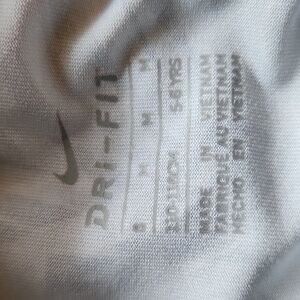 DRI-FIT
M
M
M
110-116CM 5-6YRS
MADE IN VIETNAM
FABRIQUÉ AU VIETNAM
HECHO EN VIETNAM